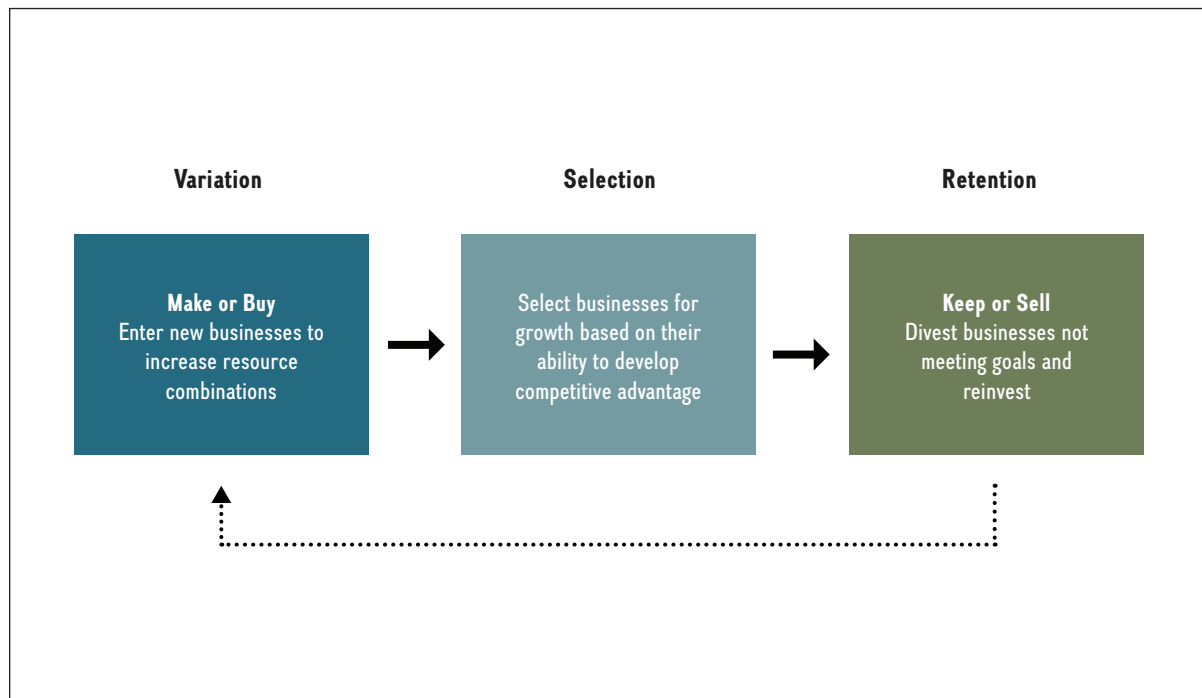 Variation
Selection
Retention
Make or Buy
Enter new businesses to
increase resource
combinations
Select businesses for
growth based on their
ability to develop
competitive advantage
Keep or Sell
Divest businesses not
meeting goals and
reinvest